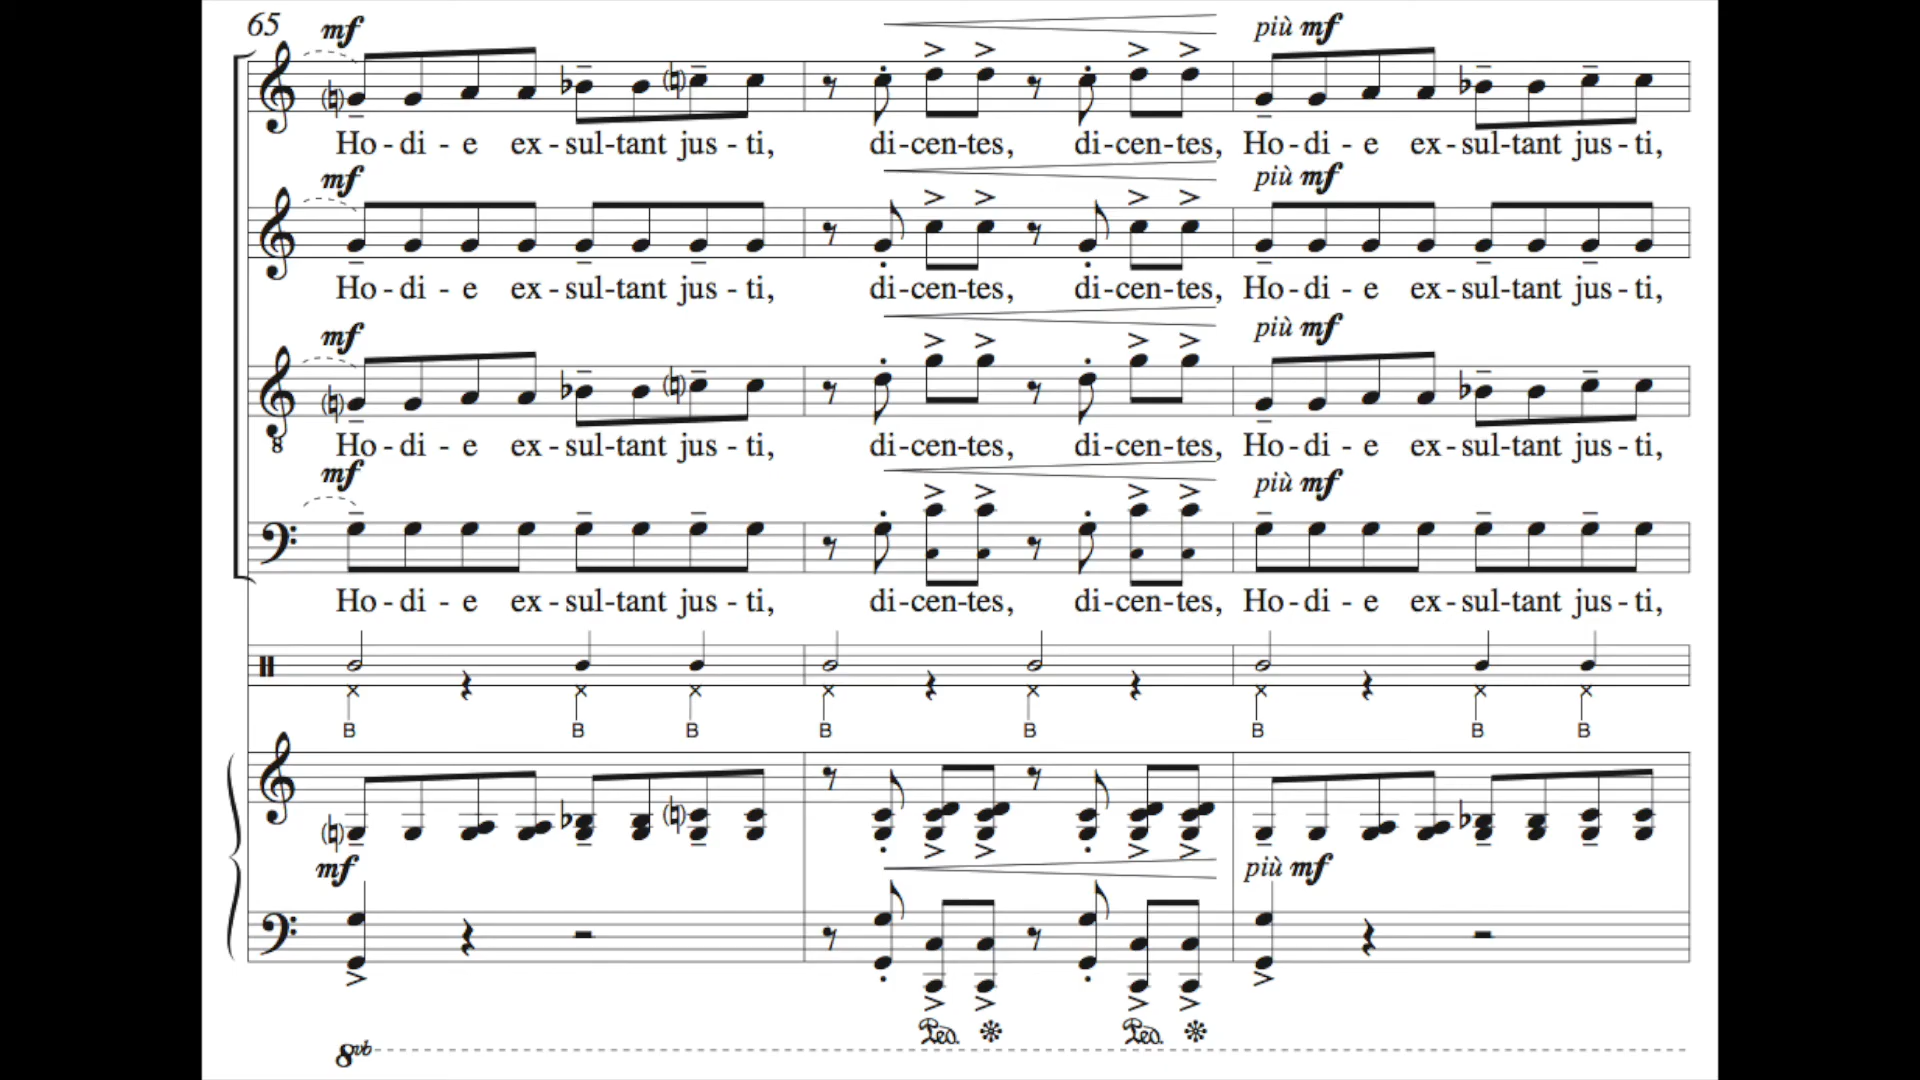 65 mf più mf
Ho - di - e ex - sul - tant jus - ti, di - cen - tes, di - cen - tes, Ho - di - e ex - sul - tant jus - ti,
mf più mf
Ho - di - e ex - sul - tant jus - ti, di - cen - tes, di - cen - tes, Ho - di - e ex - sul - tant jus - ti,
mf più mf
8
Ho - di - e ex - sul - tant jus - ti, di - cen - tes, di - cen - tes, Ho - di - e ex - sul - tant jus - ti,
mf più mf
Ho - di - e ex - sul - tant jus - ti, di - cen - tes, di - cen - tes, Ho - di - e ex - sul - tant jus - ti,
B B B B B B B B
mf più mf
Ped. Ped.
8vb